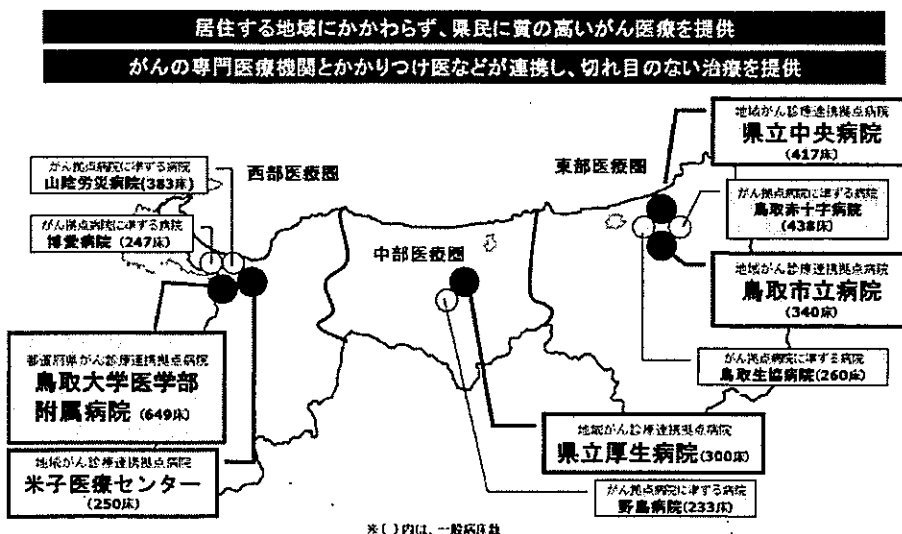 居住する地域にかかわらず、県民に質の高いがん医療を提供
がんの専門医療機関とかかりつけ医などが連携し、切れ目のない治療を提供
地域がん診療連携拠点病院
県立中央病院
(417床)
がん拠点病院に準ずる病院
山陰労災病院(383床)
西部医療圏
東部医療圏
がん拠点病院に準ずる病院
鳥取赤十字病院
(438床)
がん拠点病院に準ずる病院
博愛病院 (247床)
中部医療圏
地域がん診療連携拠点病院
鳥取市立病院
(340床)
都道府県がん診療連携拠点病院
鳥取大学医学部
附属病院 (649床)
がん拠点病院に準ずる病院
鳥取生協病院(260床)
地域がん診療連携拠点病院
県立厚生病院(300床)
地域がん診療連携拠点病院
米子医療センター
(250床)
がん拠点病院に準ずる病院
野島病院(233床)
※( )内は、一般病床数